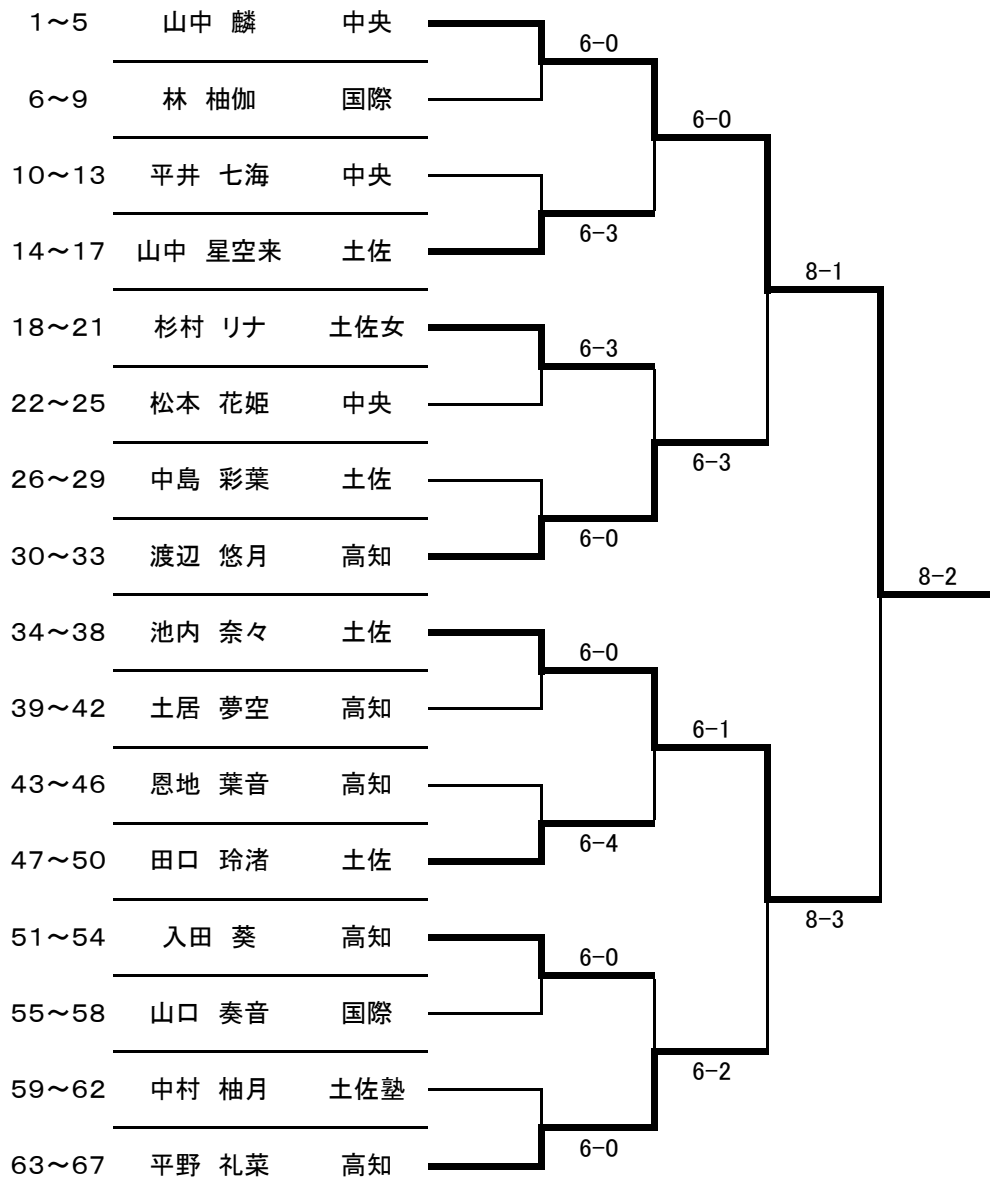 1～5 山中 麟 中央
6-0
6～9 林 柚伽 国際
6-0
10～13 平井 七海 中央
6-3
14～17 山中 星空来 土佐
8-1
18～21 杉村 リナ 土佐女
6-3
22～25 松本 花姫 中央
6-3
26～29 中島 彩葉 土佐
6-0
30～33 渡辺 悠月 高知
8-2
34～38 池内 奈々 土佐
6-0
39～42 土居 夢空 高知
6-1
43～46 恩地 葉音 高知
6-4
47～50 田口 玲渚 土佐
8-3
51～54 入田 葵 高知
6-0
55～58 山口 奏音 国際
6-2
59～62 中村 柚月 土佐塾
6-0
63～67 平野 礼菜 高知